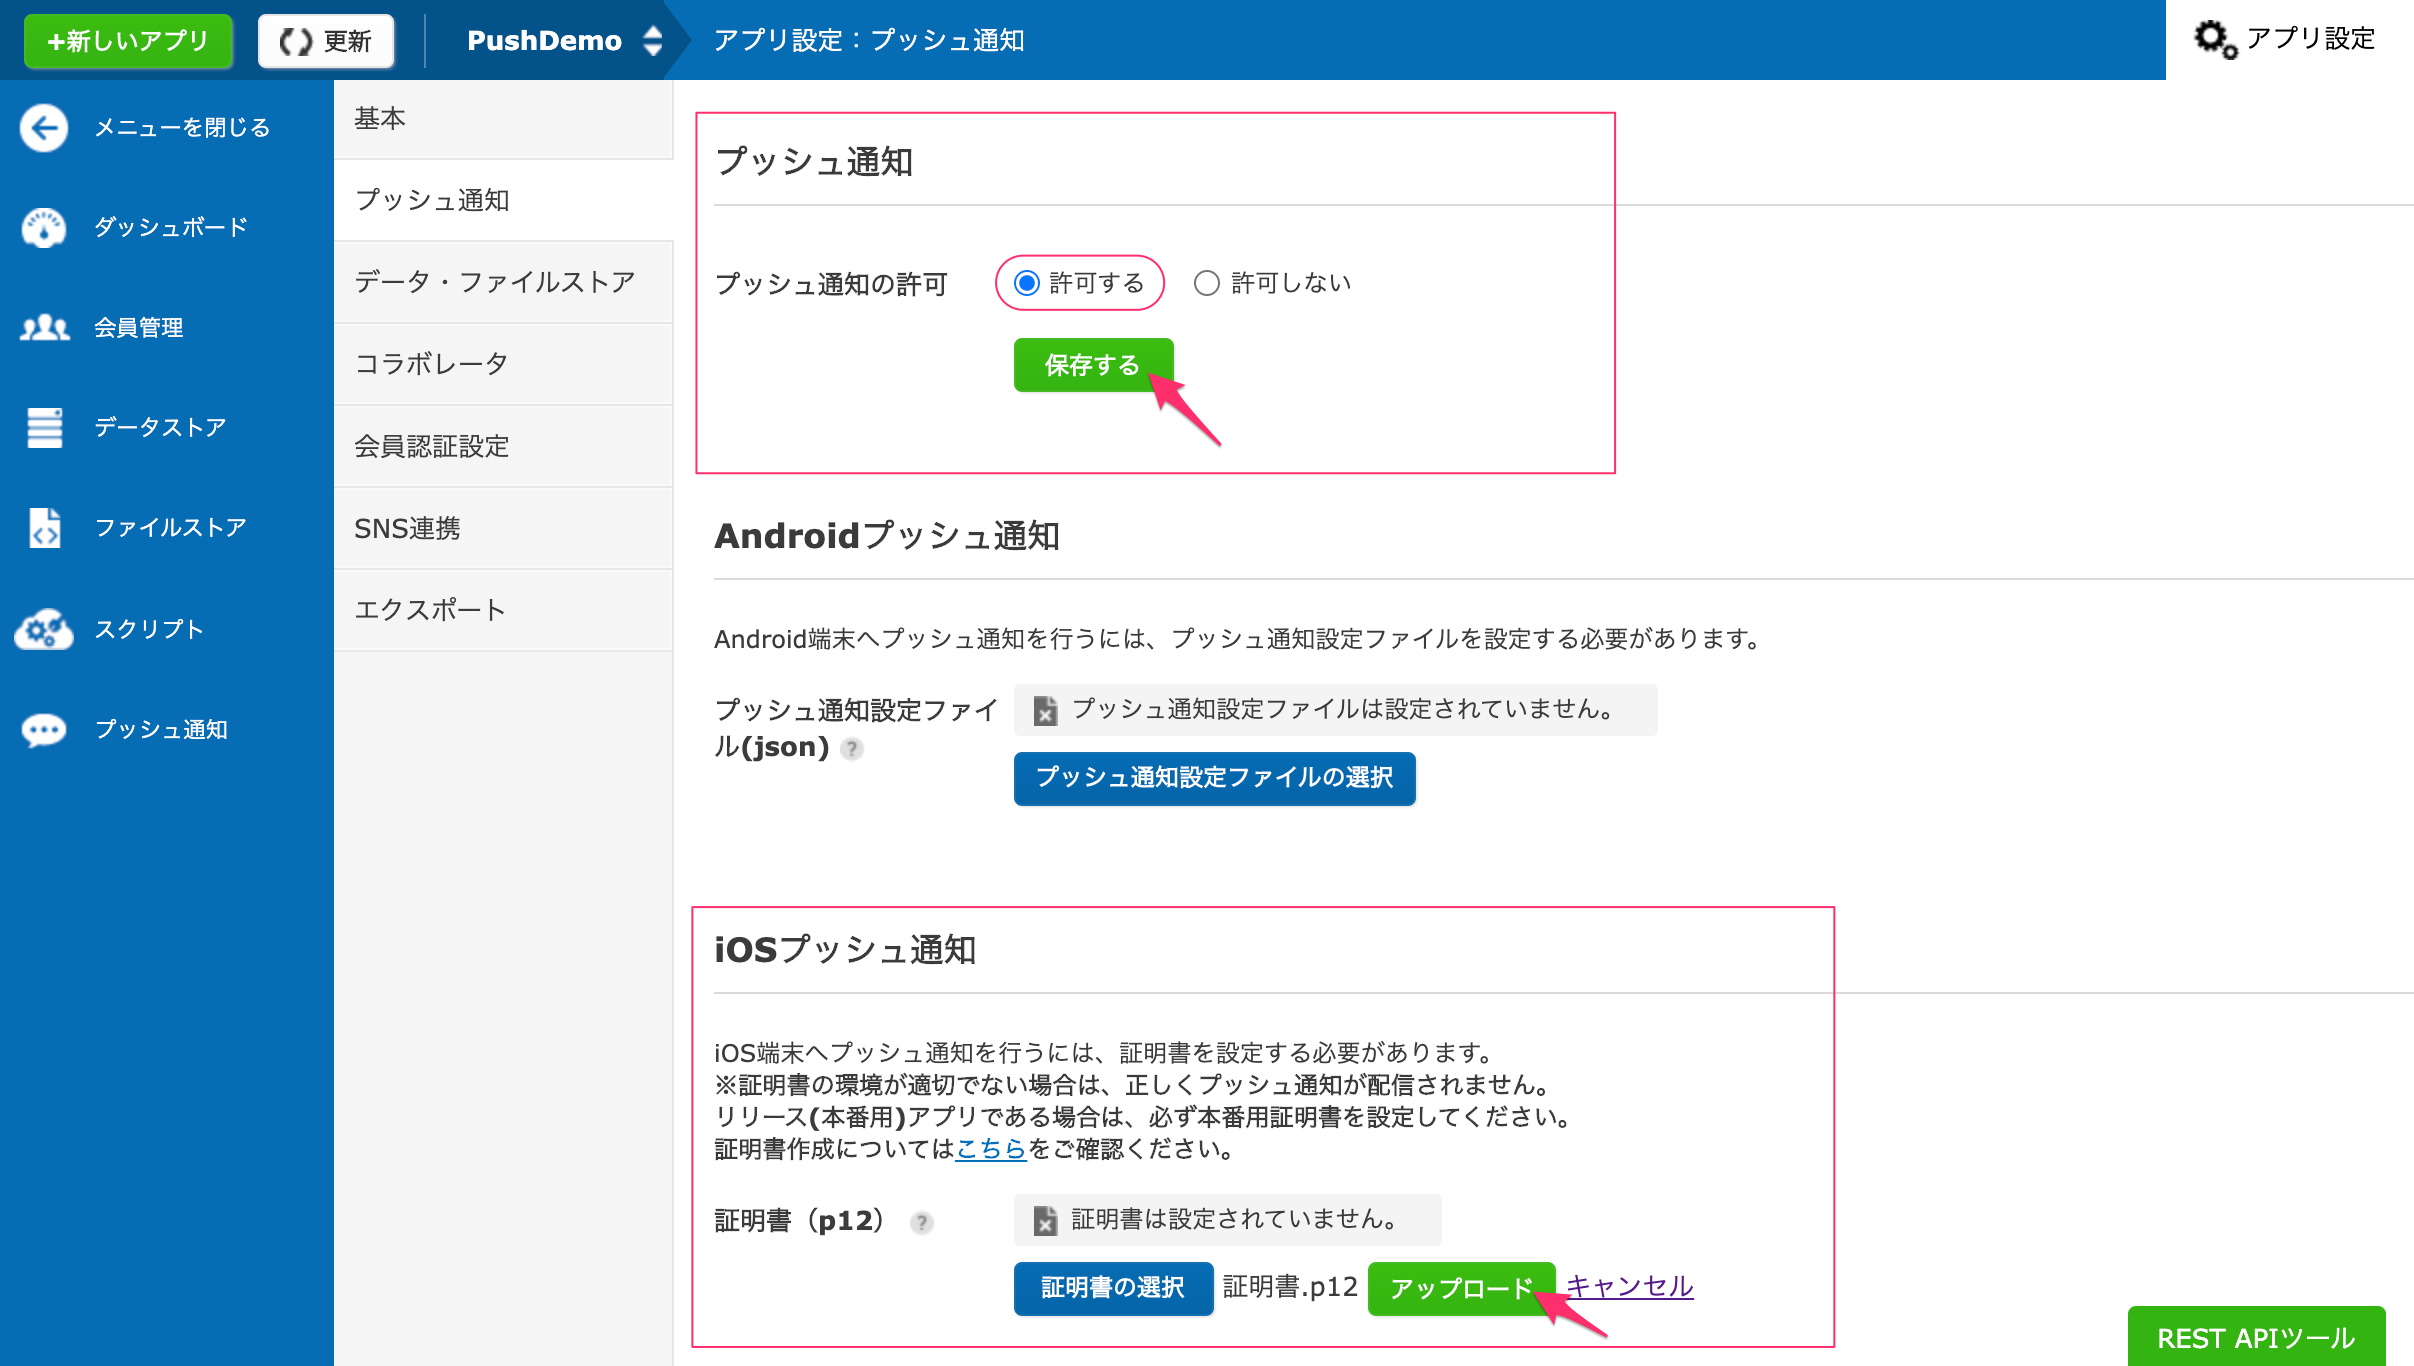 +新しいアプリ
更新
PushDemo
アプリ設定：プッシュ通知
アプリ設定
メニューを閉じる
ダッシュボード
会員管理
データストア
ファイルストア
スクリプト
プッシュ通知
基本
プッシュ通知
データ・ファイルストア
コラボレータ
会員認証設定
SNS連携
エクスポート
プッシュ通知
プッシュ通知の許可
許可する
許可しない
保存する
Androidプッシュ通知
Android端末へプッシュ通知を行うには、プッシュ通知設定ファイルを設定する必要があります。
プッシュ通知設定ファイ
ル(json) ?
プッシュ通知設定ファイルは設定されていません。
プッシュ通知設定ファイルの選択
iOSプッシュ通知
iOS端末へプッシュ通知を行うには、証明書を設定する必要があります。
※証明書の環境が適切でない場合は、正しくプッシュ通知が配信されません。
リリース(本番用)アプリである場合は、必ず本番用証明書を設定してください。
証明書作成についてはこちらをご確認ください。
証明書（p12） ?
証明書は設定されていません。
証明書の選択
証明書.p12
アップロード
キャンセル
REST APIツール